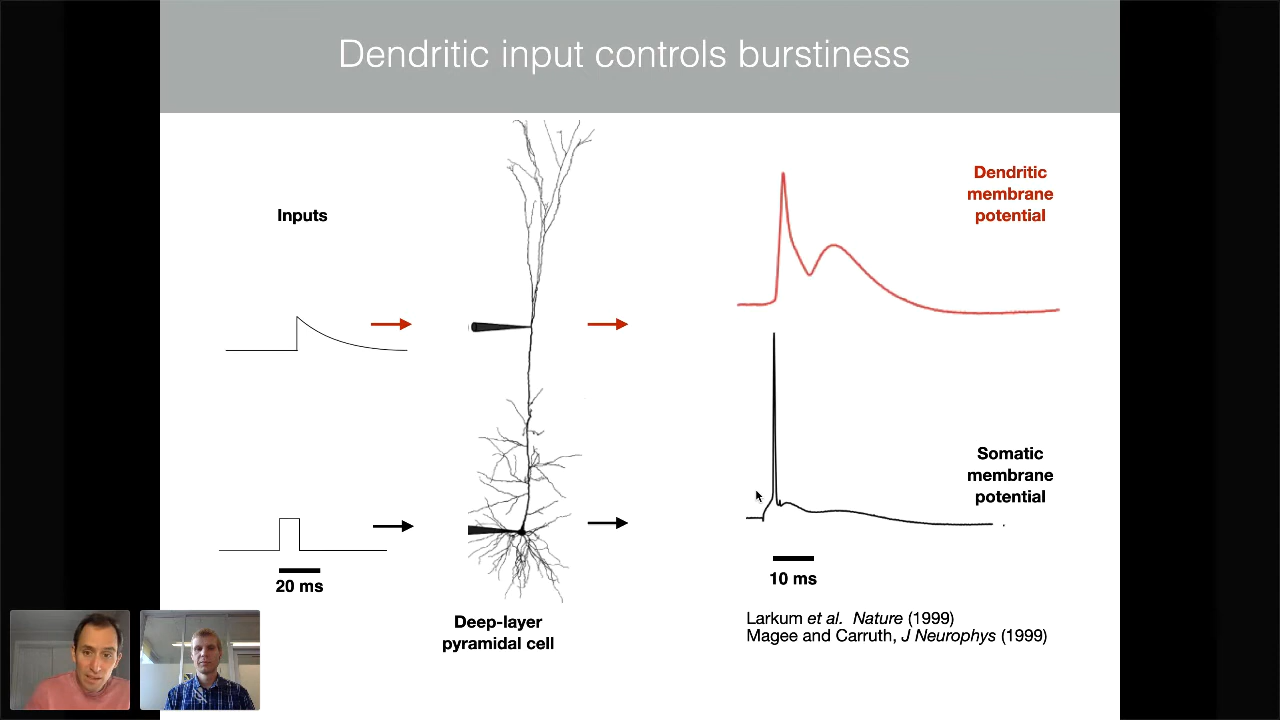 Dendritic input controls burstiness
Inputs
Dendritic
membrane
potential
Somatic
membrane
potential
20 ms
10 ms
Deep-layer
pyramidal cell
Larkum et al. Nature (1999)
Magee and Carruth, J Neurophys (1999)